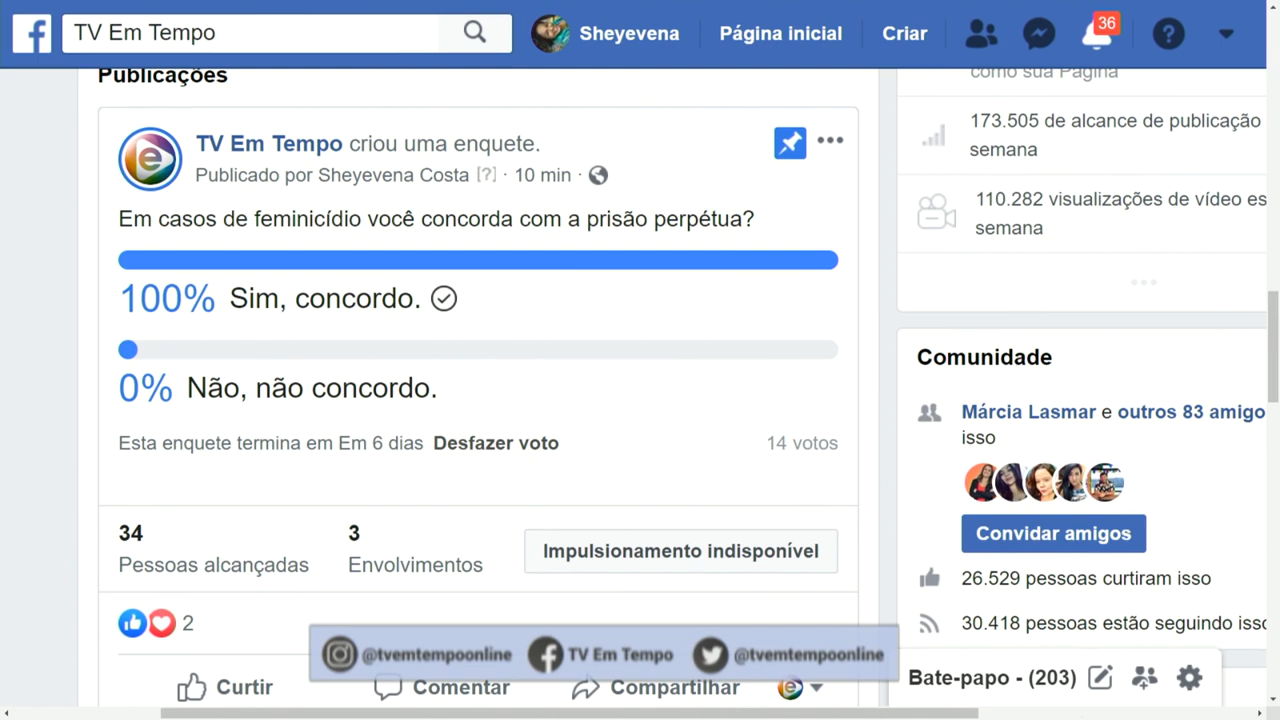 TV Em Tempo
Sheyevena
Página inicial
Criar
36
Publicações
TV Em Tempo criou uma enquete.
Publicado por Sheyevena Costa [?] · 10 min ·
Em casos de feminicídio você concorda com a prisão perpétua?
100% Sim, concordo.
0% Não, não concordo.
Esta enquete termina em Em 6 dias Desfazer voto 14 votos
34
Pessoas alcançadas
3
Envolvimentos
Impulsionamento indisponível
2
Curtir
Comentar
Compartilhar
como sua Página
173.505 de alcance de publicação
semana
110.282 visualizações de vídeo es
semana
Comunidade
Márcia Lasmar e outros 83 amigo
isso
Convidar amigos
26.529 pessoas curtiram isso
30.418 pessoas estão seguindo isso
@tvemtempoonline TV Em Tempo @tvemtempoonline
Bate-papo - (203)